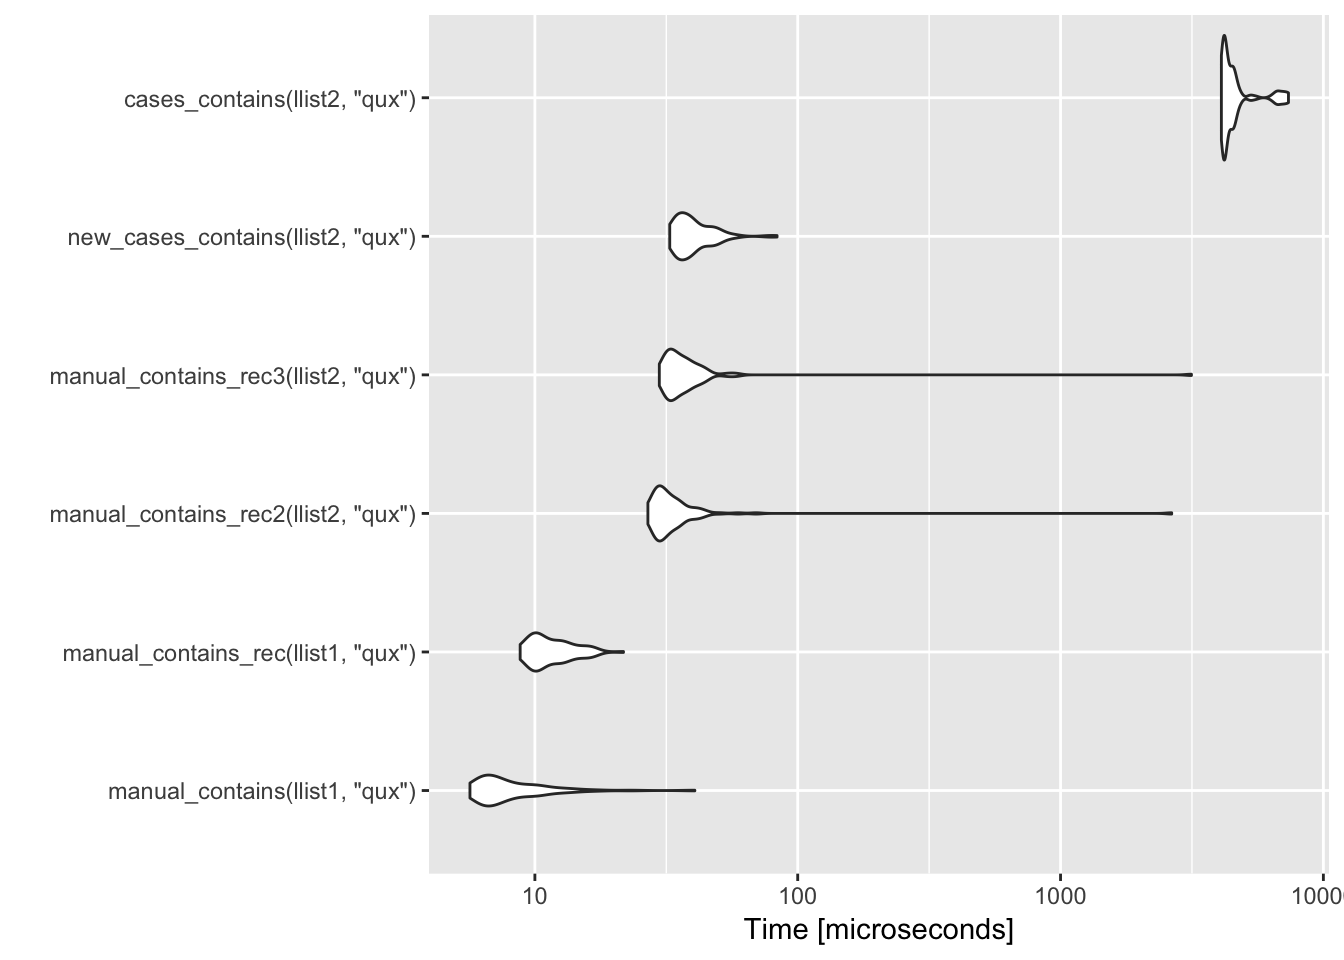 cases_contains(llist2, "qux")
new_cases_contains(llist2, "qux")
manual_contains_rec3(llist2, "qux")
manual_contains_rec2(llist2, "qux")
manual_contains_rec(llist1, "qux")
manual_contains(llist1, "qux")
10 100 1000 1000
Time [microseconds]